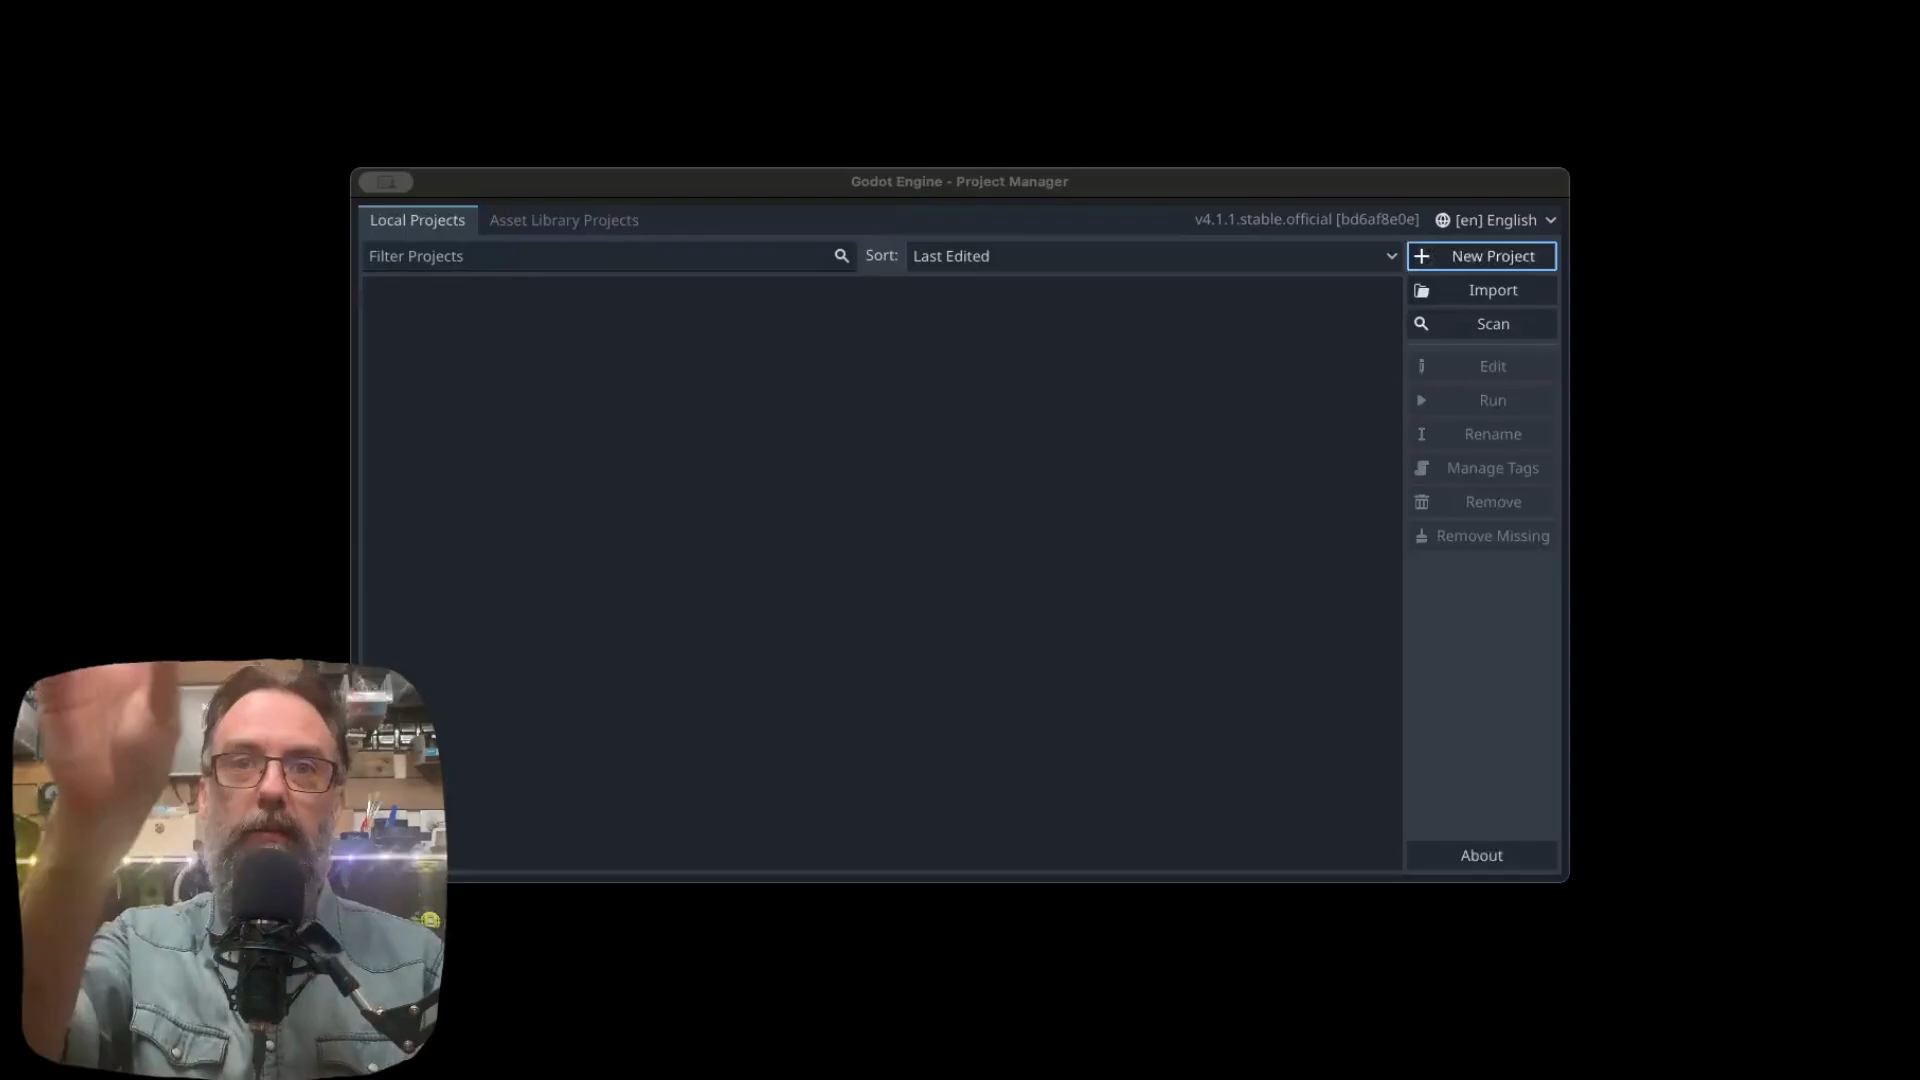 Godot Engine - Project Manager
Local Projects
Asset Library Projects
v4.1.1.stable.official [bd6af8e0e]
[en] English
Filter Projects
Sort:
Last Edited
New Project
Import
Scan
Edit
Run
Rename
Manage Tags
Remove
Remove Missing
About